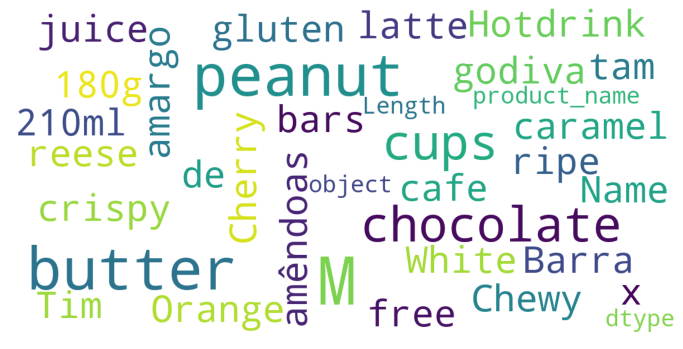 juice
gluten
latte
Hotdrink
amargo
peanut
godiva
tam
180g
product_name
210ml
bars
Length
caramel
reese
Cherry
cups
ripe
de
amêndoas
object
cafe
Name
crispy
chocolate
butter
M
White
Barra
Tim
Orange
free
Chewy
x
dtype